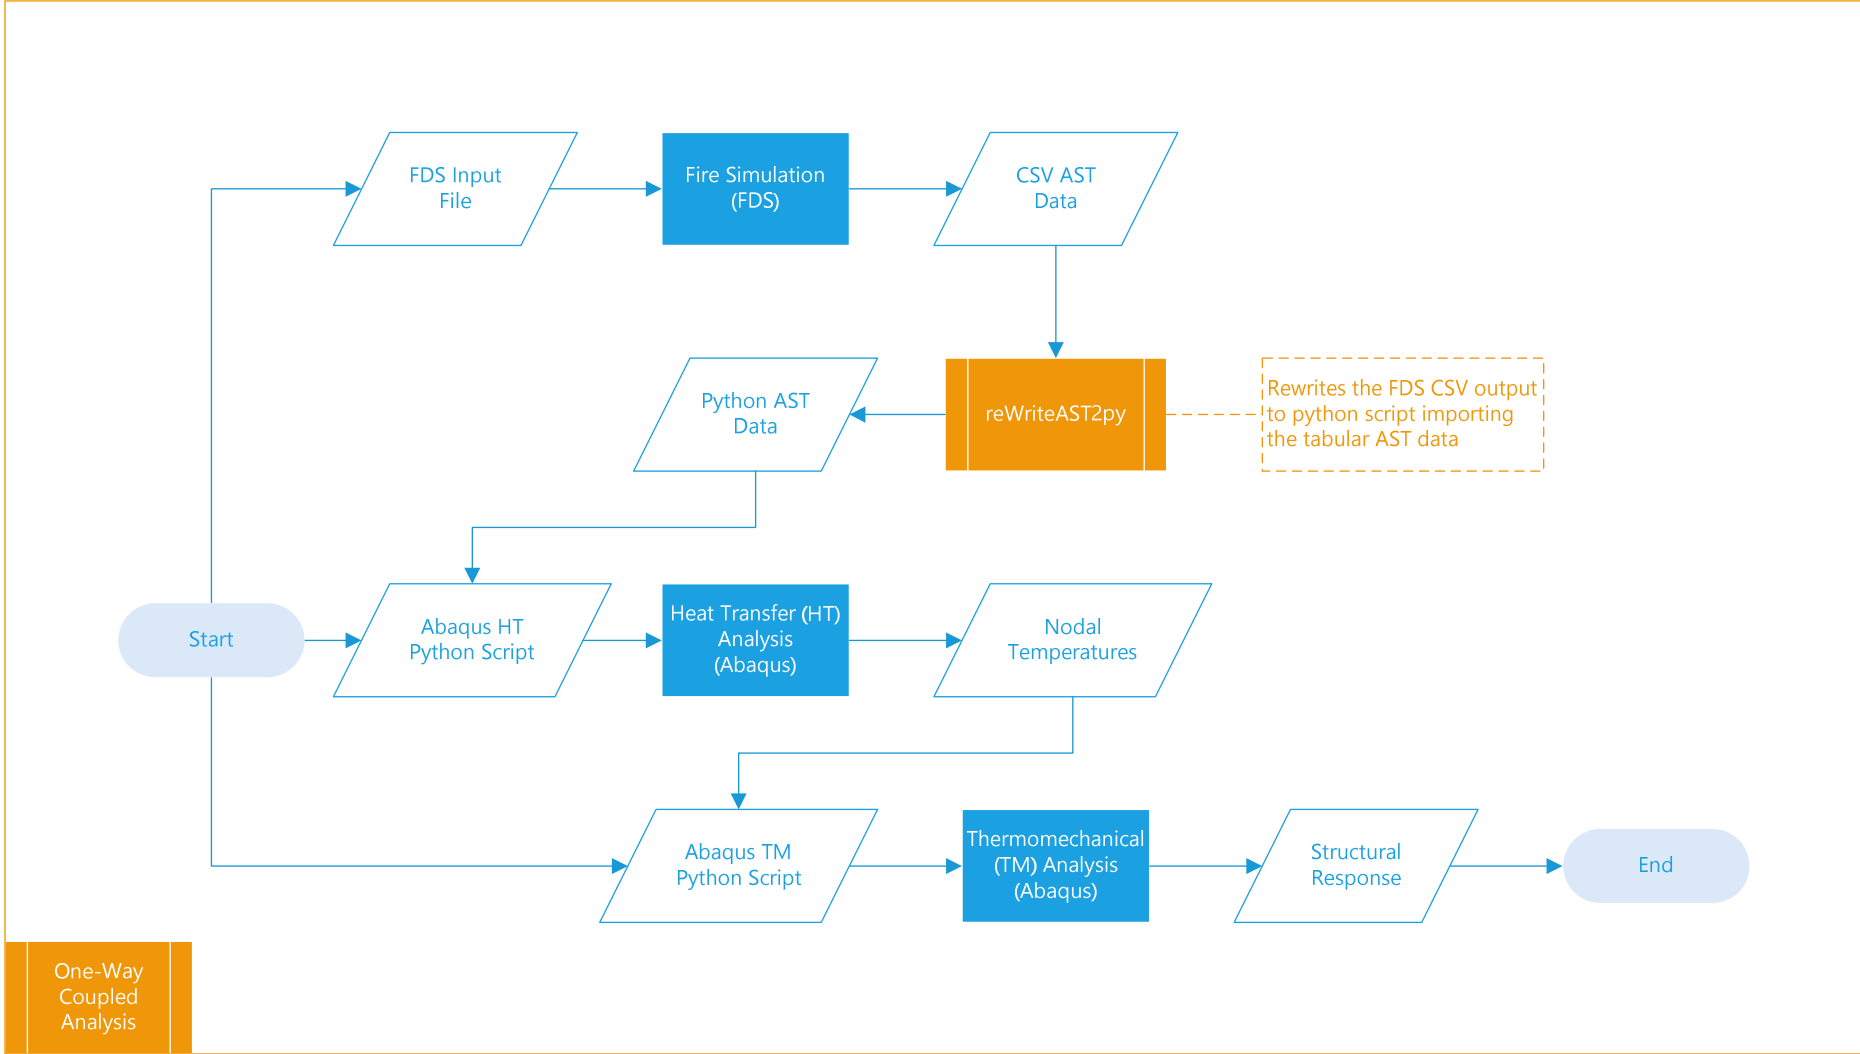 FDS Input
File
Fire Simulation
(FDS)
CSV AST
Data
Python AST
Data
reWriteAST2py
Rewrites the FDS CSV output
to python script importing
the tabular AST data
Start
Abaqus HT
Python Script
Heat Transfer (HT)
Analysis
(Abaqus)
Nodal
Temperatures
Abaqus TM
Python Script
Thermomechanical
(TM) Analysis
(Abaqus)
Structural
Response
End
One-Way
Coupled
Analysis